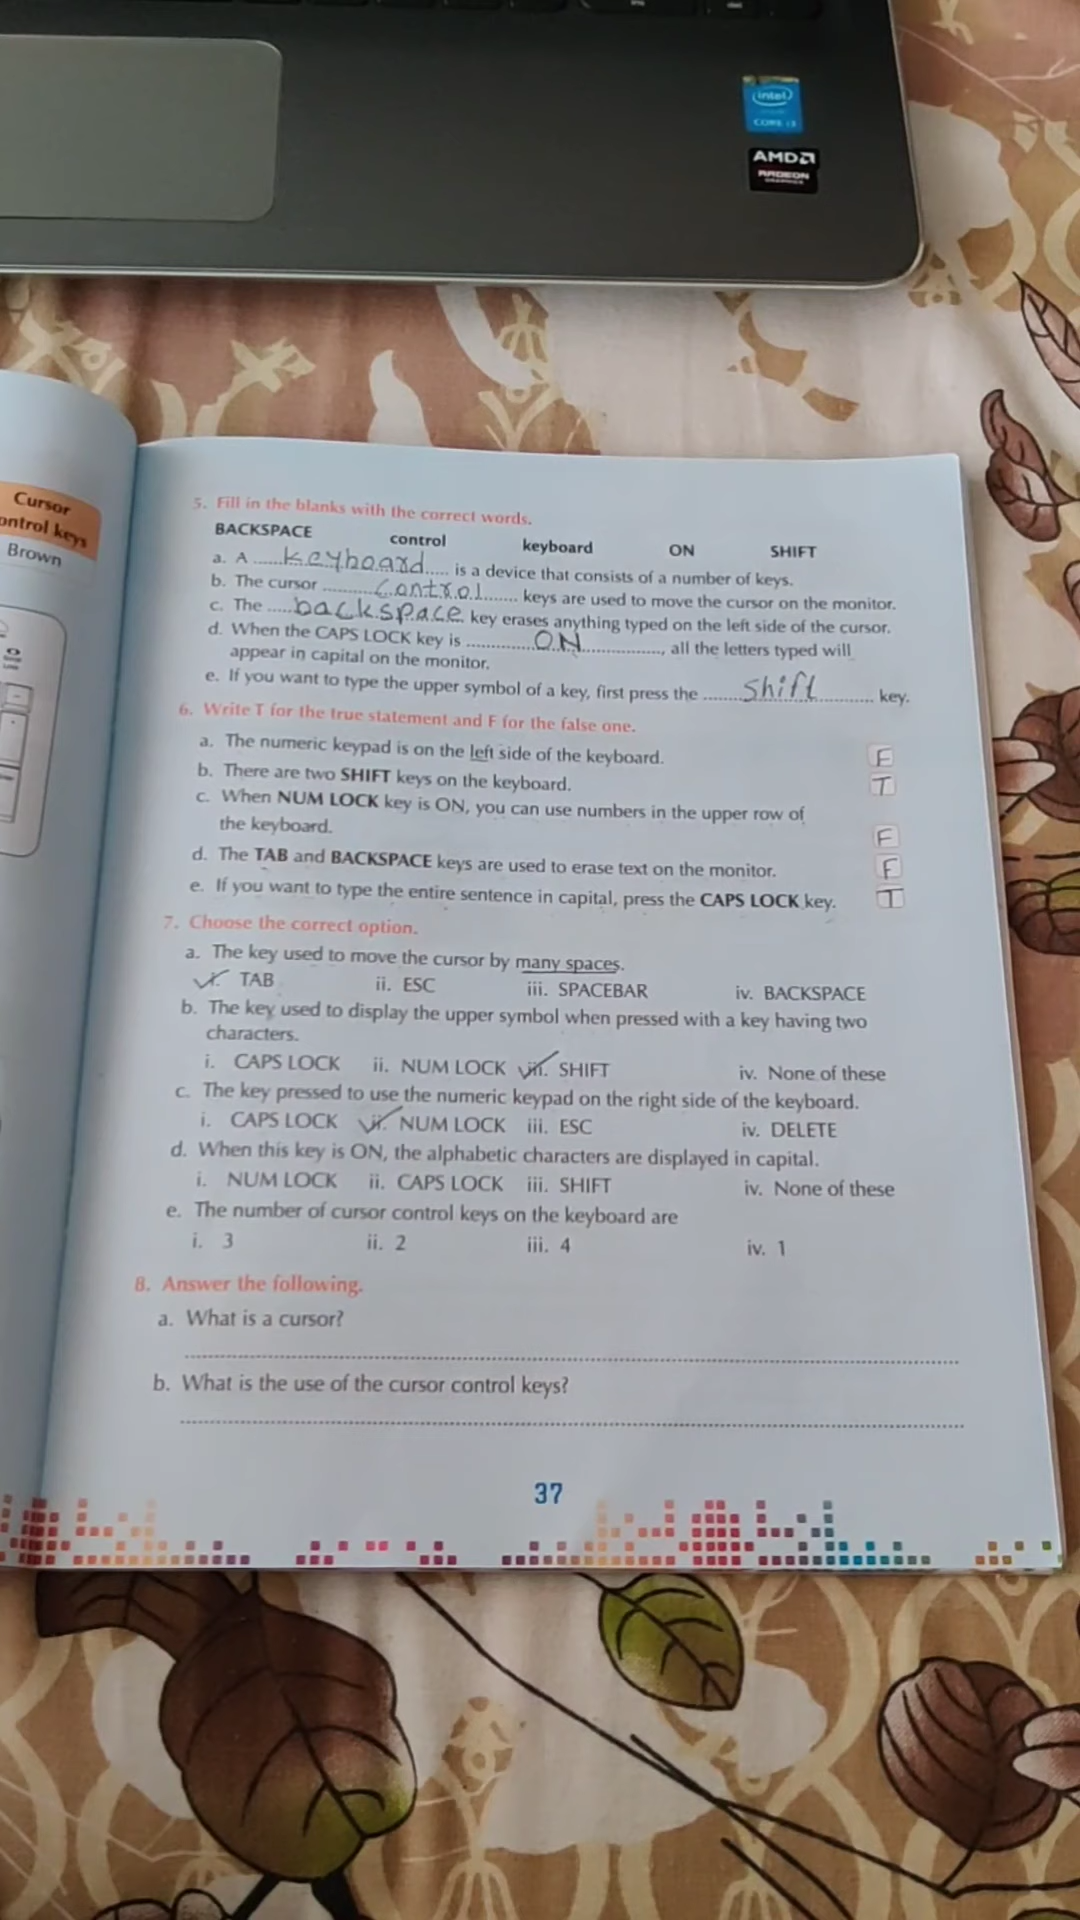 intel
CORE i3
AMD
RADEON
GRAPHICS
Cursor
ontrol keys
Brown
5. Fill in the blanks with the correct words.
BACKSPACE control keyboard ON SHIFT
a. A keyboard is a device that consists of a number of keys.
b. The cursor control keys are used to move the cursor on the monitor.
c. The backspace key erases anything typed on the left side of the cursor.
d. When the CAPS LOCK key is ON, all the letters typed will
appear in capital on the monitor.
e. If you want to type the upper symbol of a key, first press the shift key.
6. Write T for the true statement and F for the false one.
a. The numeric keypad is on the left side of the keyboard. F
b. There are two SHIFT keys on the keyboard. T
c. When NUM LOCK key is ON, you can use numbers in the upper row of
the keyboard. F
d. The TAB and BACKSPACE keys are used to erase text on the monitor. F
e. If you want to type the entire sentence in capital, press the CAPS LOCK key. T
7. Choose the correct option.
a. The key used to move the cursor by many spaces.
i. TAB ii. ESC iii. SPACEBAR iv. BACKSPACE
b. The key used to display the upper symbol when pressed with a key having two
characters.
i. CAPS LOCK ii. NUM LOCK iii. SHIFT iv. None of these
c. The key pressed to use the numeric keypad on the right side of the keyboard.
i. CAPS LOCK ii. NUM LOCK iii. ESC iv. DELETE
d. When this key is ON, the alphabetic characters are displayed in capital.
i. NUM LOCK ii. CAPS LOCK iii. SHIFT iv. None of these
e. The number of cursor control keys on the keyboard are
i. 3 ii. 2 iii. 4 iv. 1
8. Answer the following.
a. What is a cursor?
b. What is the use of the cursor control keys?
37